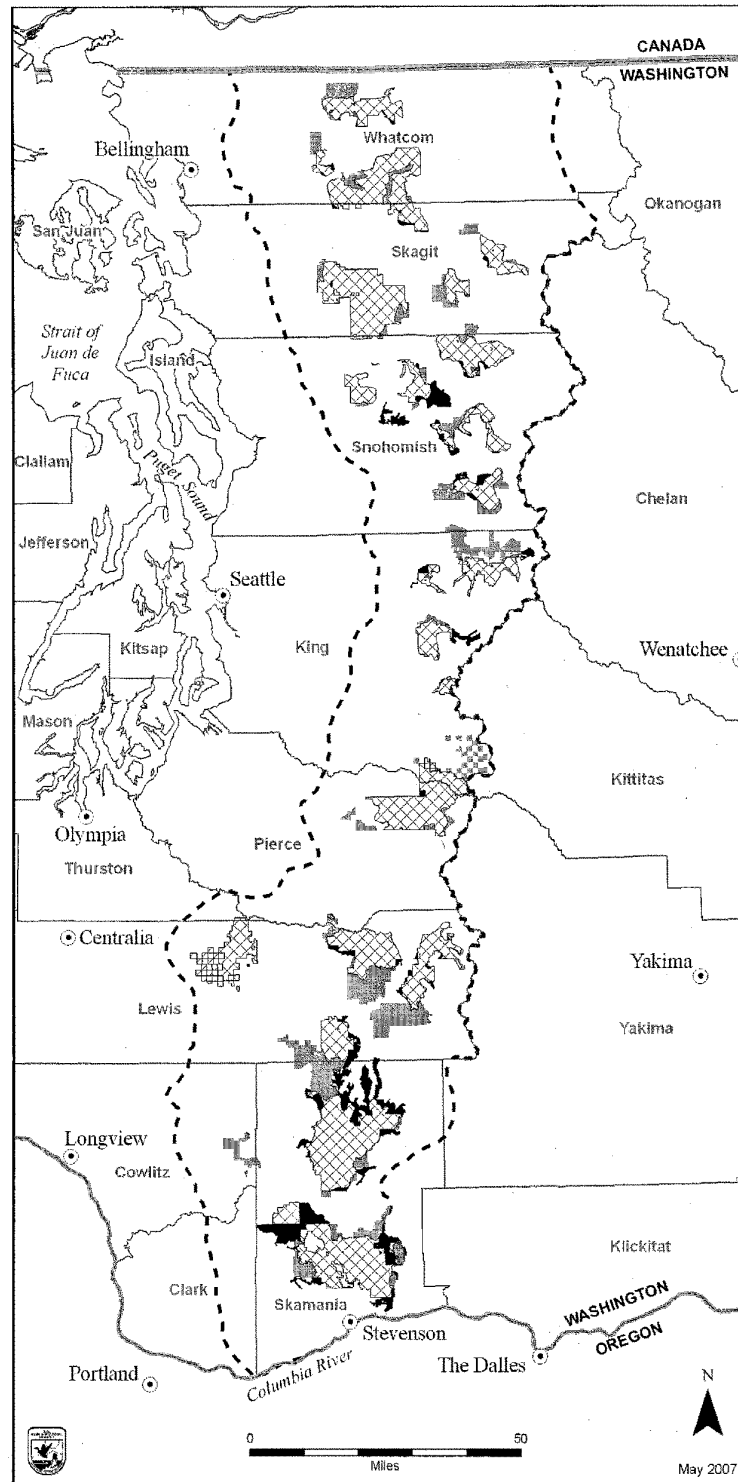 CANADA
WASHINGTON
Whatcom
Bellingham
Okanogan
San Juan
Skagit
Strait of
Juan de
Fuca
Island
Snohomish
Clallam
Puget Sound
Chelan
Jefferson
Seattle
Kitsap
King
Wenatchee
Mason
Kittitas
Olympia
Pierce
Thurston
Centralia
Yakima
Lewis
Yakima
Longview
Cowlitz
Klickitat
Clark
Skamania
WASHINGTON
OREGON
Stevenson
Columbia River
The Dalles
Portland
N
0
50
Miles
May 2007